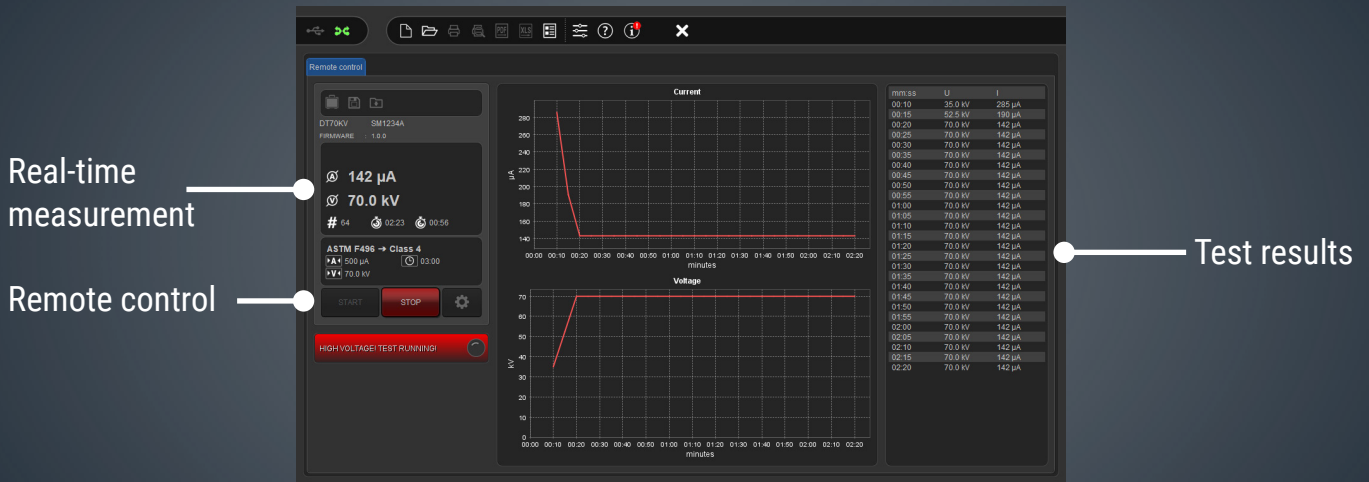 Real-time
measurement
Remote control
Test results
PDF
XLS
Remote control
DT70KV SM1234A
FIRMWARE : 1.0.0
142 µA
70.0 kV
# 64 02:23 00:56
ASTM F496 → Class 4
A 500 µA 03:00
V 70.0 kV
START STOP
HIGH VOLTAGE! TEST RUNNING!
Current
µA
280
260
240
220
200
180
160
140
00:00 00:10 00:20 00:30 00:40 00:50 01:00 01:10 01:20 01:30 01:40 01:50 02:00 02:10 02:20
minutes
Voltage
kV
70
60
50
40
30
20
10
0
00:00 00:10 00:20 00:30 00:40 00:50 01:00 01:10 01:20 01:30 01:40 01:50 02:00 02:10 02:20
minutes
mm:ss U I
00:10 35.0 kV 285 µA
00:15 52.5 kV 190 µA
00:20 70.0 kV 142 µA
00:25 70.0 kV 142 µA
00:30 70.0 kV 142 µA
00:35 70.0 kV 142 µA
00:40 70.0 kV 142 µA
00:45 70.0 kV 142 µA
00:50 70.0 kV 142 µA
00:55 70.0 kV 142 µA
01:00 70.0 kV 142 µA
01:05 70.0 kV 142 µA
01:10 70.0 kV 142 µA
01:15 70.0 kV 142 µA
01:20 70.0 kV 142 µA
01:25 70.0 kV 142 µA
01:30 70.0 kV 142 µA
01:35 70.0 kV 142 µA
01:40 70.0 kV 142 µA
01:45 70.0 kV 142 µA
01:50 70.0 kV 142 µA
01:55 70.0 kV 142 µA
02:00 70.0 kV 142 µA
02:05 70.0 kV 142 µA
02:10 70.0 kV 142 µA
02:15 70.0 kV 142 µA
02:20 70.0 kV 142 µA